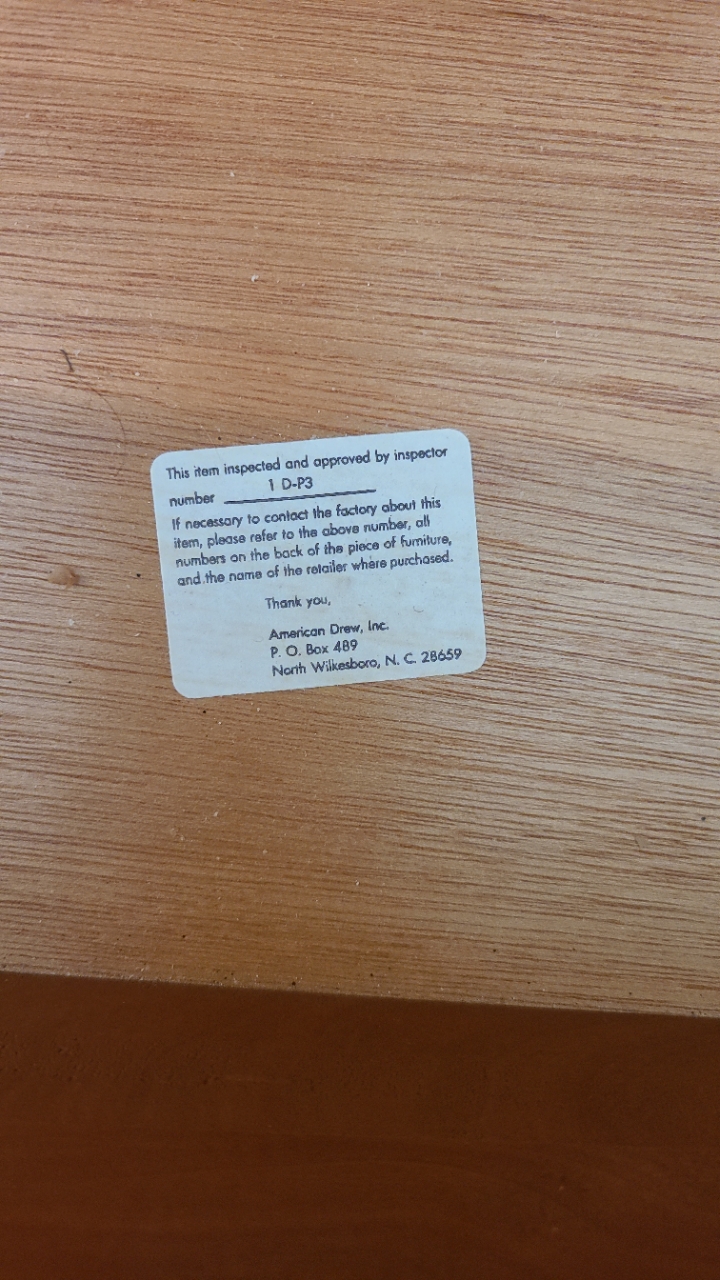 This item inspected and approved by inspector
number 1 D-P3
If necessary to contact the factory about this
item, please refer to the above number, all
numbers on the back of the piece of furniture,
and the name of the retailer where purchased.
Thank you,
American Drew, Inc.
P. O. Box 489
North Wilkesboro, N. C. 28659